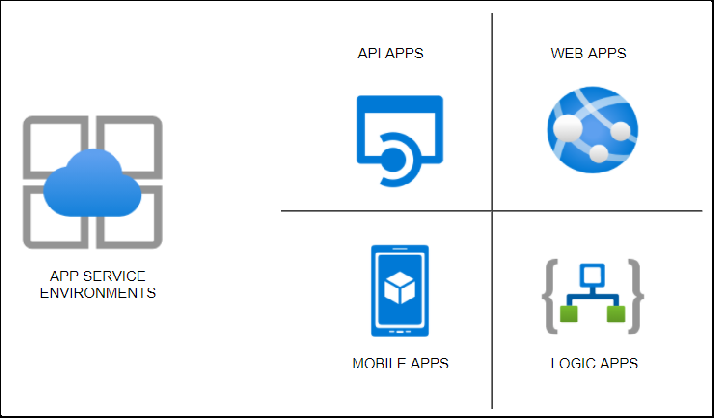 API APPS
WEB APPS
APP SERVICE
ENVIRONMENTS
MOBILE APPS
LOGIC APPS